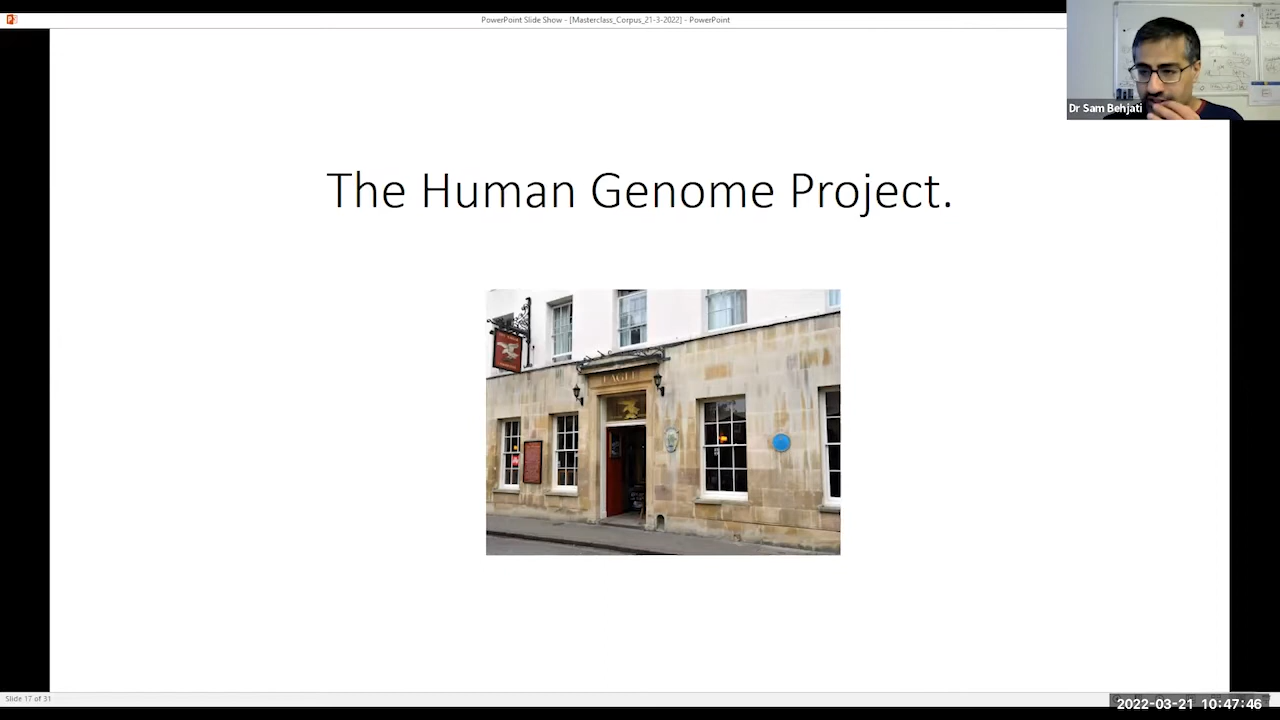 PowerPoint Slide Show - [Masterclass_Corpus_21-3-2022] - PowerPoint
Dr Sam Behjati
The Human Genome Project.
EAGLE
Slide 17 of 31
2022-03-21 10:47:46